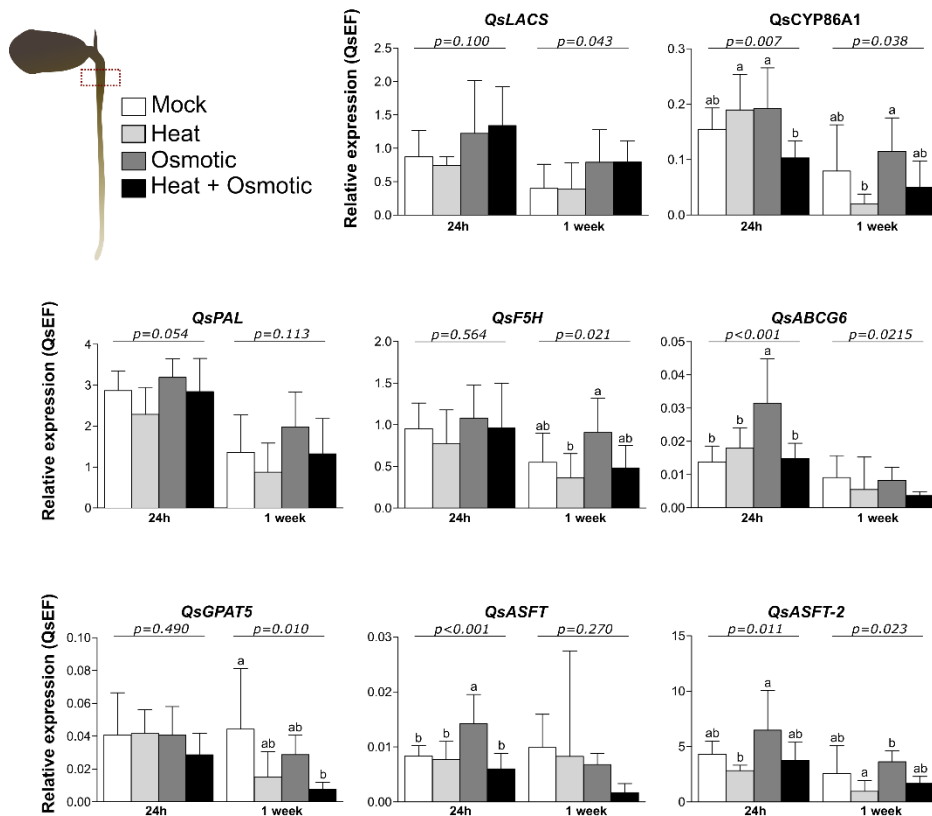 Mock
Heat
Osmotic
Heat + Osmotic
QsLACS
p=0.100 p=0.043
Relative expression (QsEF)
2.5
2.0
1.5
1.0
0.5
0.0
24h 1 week
QsCYP86A1
p=0.007 p=0.038
0.3
0.2
0.1
0.0
ab a a b ab b a ab
24h 1 week
QsPAL
p=0.054 p=0.113
Relative expression (QsEF)
4
3
2
1
0
24h 1 week
QsF5H
p=0.564 p=0.021
2.0
1.5
1.0
0.5
0.0
ab b a ab
24h 1 week
QsABCG6
p<0.001 p=0.0215
0.05
0.04
0.03
0.02
0.01
0.00
b b a b
24h 1 week
QsGPAT5
p=0.490 p=0.010
Relative expression (QsEF)
0.10
0.08
0.06
0.04
0.02
0.00
a ab ab b
24h 1 week
QsASFT
p<0.001 p=0.270
0.03
0.02
0.01
0.00
b b a b
24h 1 week
QsASFT-2
p=0.011 p=0.023
15
10
5
0
ab b a ab ab a b ab
24h 1 week